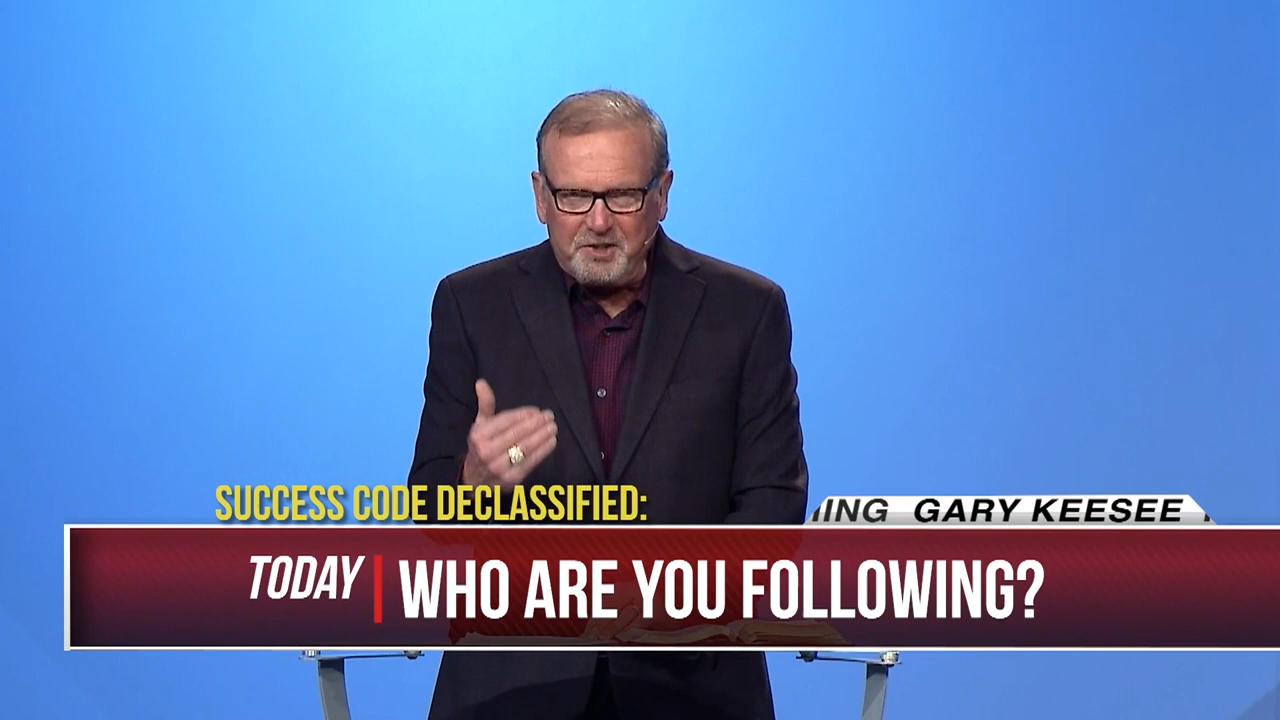 SUCCESS CODE DECLASSIFIED:
GARY KEESEE
TODAY
WHO ARE YOU FOLLOWING?